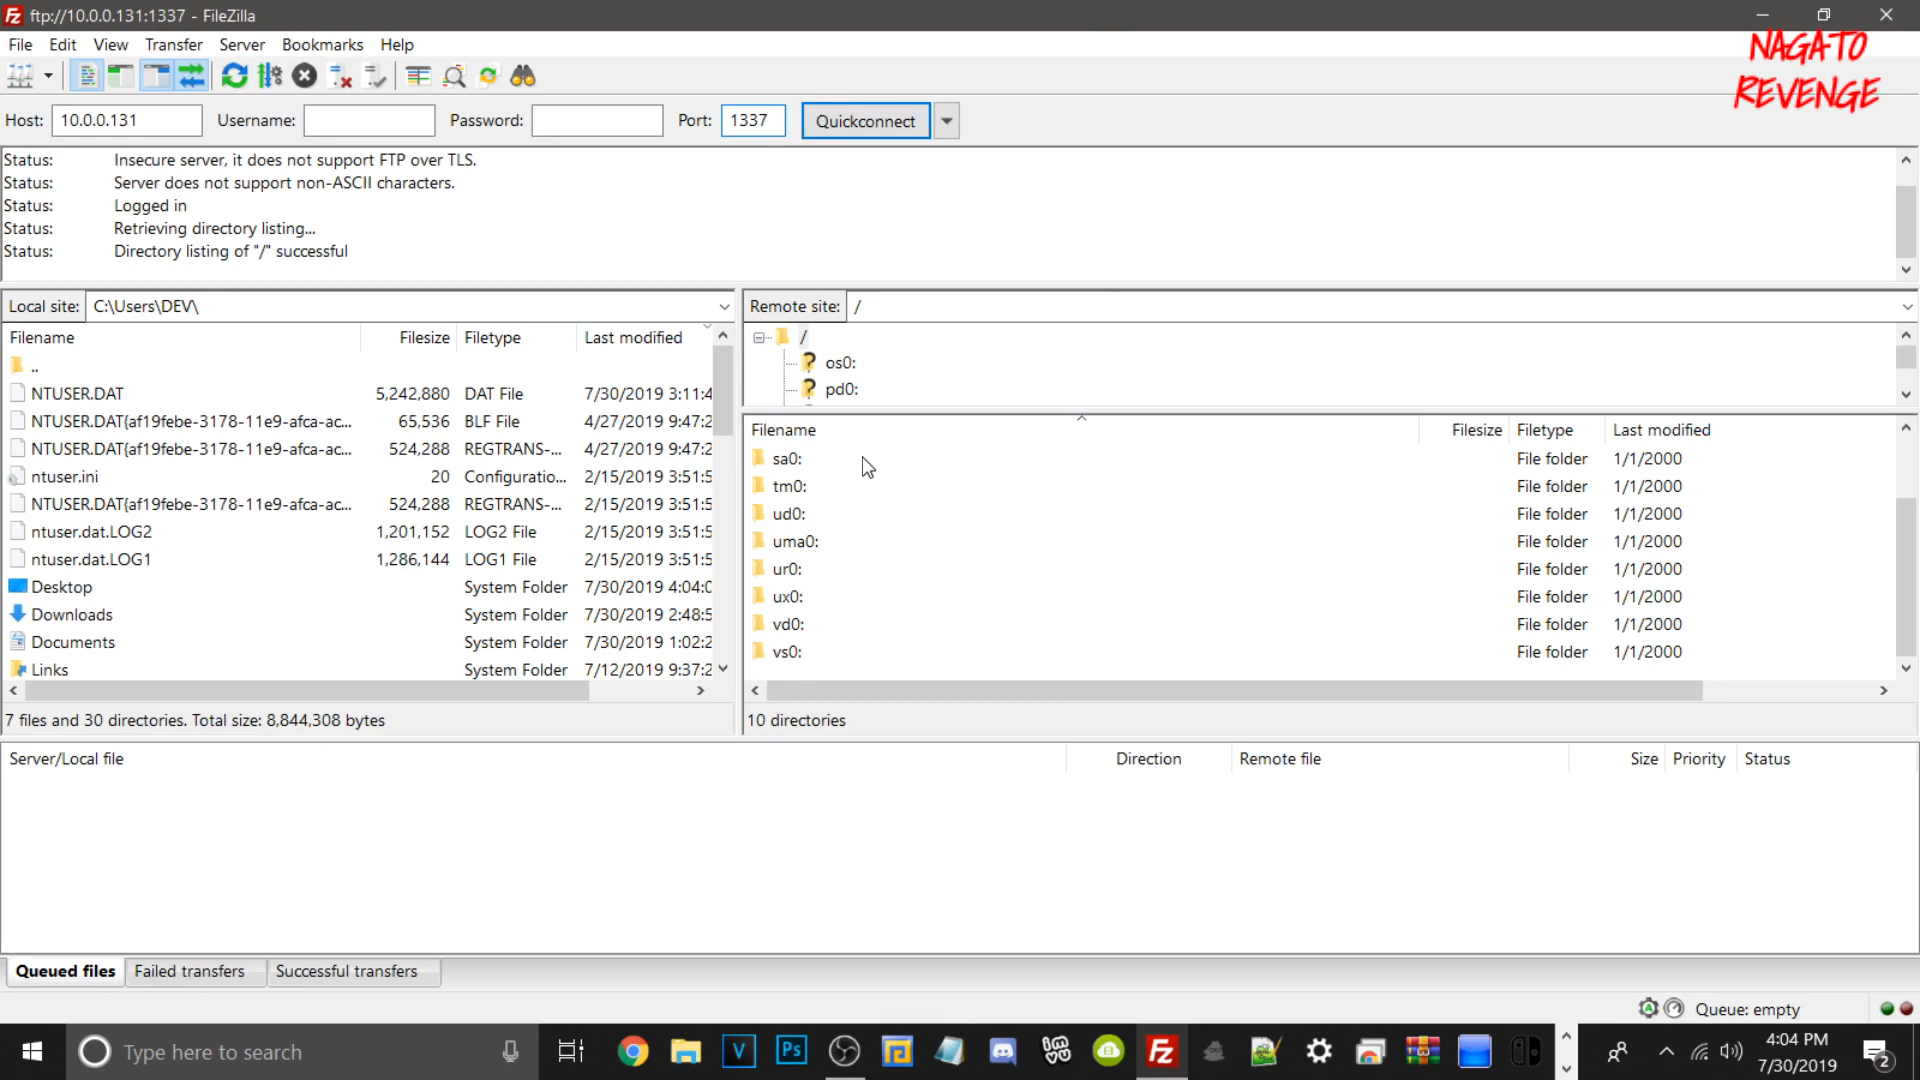 ftp://10.0.0.131:1337 - FileZilla
File Edit View Transfer Server Bookmarks Help
NAGATO
REVENGE
Host: 10.0.0.131 Username: Password: Port: 1337 Quickconnect
Status: Insecure server, it does not support FTP over TLS.
Status: Server does not support non-ASCII characters.
Status: Logged in
Status: Retrieving directory listing...
Status: Directory listing of "/" successful
Local site: C:\Users\DEV\
Filename Filesize Filetype Last modified
..
NTUSER.DAT 5,242,880 DAT File 7/30/2019 3:11:4
NTUSER.DAT{af19febe-3178-11e9-afca-ac... 65,536 BLF File 4/27/2019 9:47:2
NTUSER.DAT{af19febe-3178-11e9-afca-ac... 524,288 REGTRANS-... 4/27/2019 9:47:2
ntuser.ini 20 Configuratio... 2/15/2019 3:51:5
NTUSER.DAT{af19febe-3178-11e9-afca-ac... 524,288 REGTRANS-... 2/15/2019 3:51:5
ntuser.dat.LOG2 1,201,152 LOG2 File 2/15/2019 3:51:5
ntuser.dat.LOG1 1,286,144 LOG1 File 2/15/2019 3:51:5
Desktop System Folder 7/30/2019 4:04:0
Downloads System Folder 7/30/2019 2:48:5
Documents System Folder 7/30/2019 1:02:2
Links System Folder 7/12/2019 9:37:2
7 files and 30 directories. Total size: 8,844,308 bytes
Remote site: /
/
os0:
pd0:
Filename Filesize Filetype Last modified
sa0: File folder 1/1/2000
tm0: File folder 1/1/2000
ud0: File folder 1/1/2000
uma0: File folder 1/1/2000
ur0: File folder 1/1/2000
ux0: File folder 1/1/2000
vd0: File folder 1/1/2000
vs0: File folder 1/1/2000
10 directories
Server/Local file Direction Remote file Size Priority Status
Queued files Failed transfers Successful transfers
Queue: empty
Type here to search
V
Ps
Fz
4:04 PM
7/30/2019
2